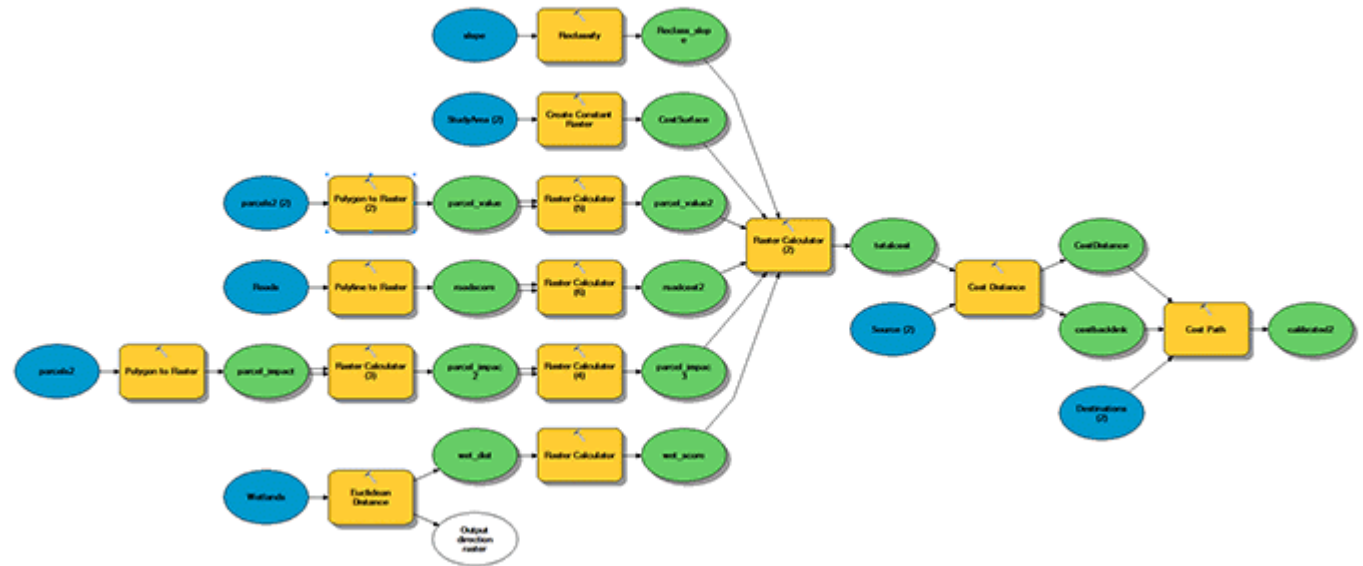 slope
Reclassify
Reclass_slop
e
StudyArea (2)
Create Constant
Raster
CostSurface
parcels2 (2)
Polygon to Raster
(2)
parcel_value
Raster Calculator
(5)
parcel_value2
Raster Calculator
(2)
totalcost
CostDistance
Roads
Polyline to Raster
roadscore
Raster Calculator
(6)
roadcost2
Cost Distance
Source (2)
costbacklink
Cost Path
calibrated2
parcels2
Polygon to Raster
parcel_impact
Raster Calculator
(3)
parcel_impac
2
Raster Calculator
(4)
parcel_impac
3
Destinations
(2)
wet_dist
Raster Calculator
wet_score
Wetlands
Euclidean
Distance
Output
direction
raster